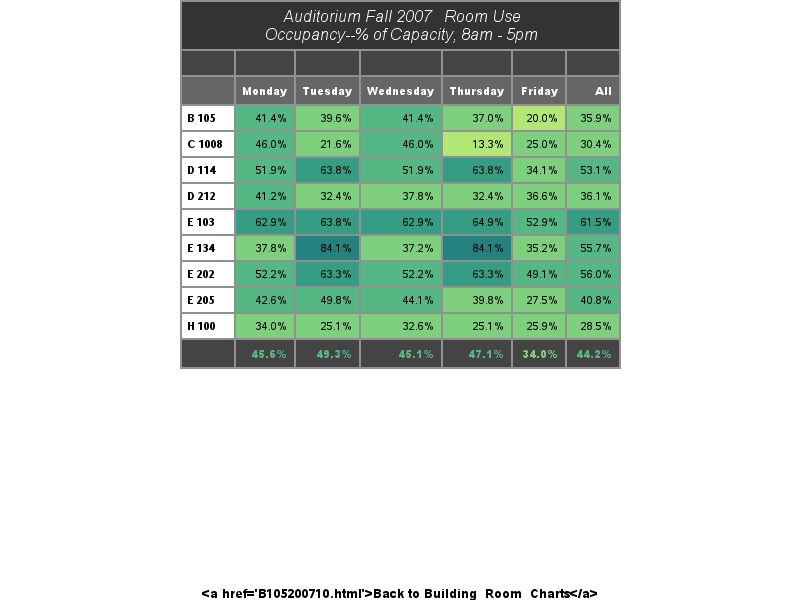 Auditorium Fall 2007 Room Use
Occupancy--% of Capacity, 8am - 5pm
Monday Tuesday Wednesday Thursday Friday All
B 105 41.4% 39.6% 41.4% 37.0% 20.0% 35.9%
C 1008 46.0% 21.6% 46.0% 13.3% 25.0% 30.4%
D 114 51.9% 63.8% 51.9% 63.8% 34.1% 53.1%
D 212 41.2% 32.4% 37.8% 32.4% 36.6% 36.1%
E 103 62.9% 63.8% 62.9% 64.9% 52.9% 61.5%
E 134 37.8% 84.1% 37.2% 84.1% 35.2% 55.7%
E 202 52.2% 63.3% 52.2% 63.3% 49.1% 56.0%
E 205 42.6% 49.8% 44.1% 39.8% 27.5% 40.8%
H 100 34.0% 25.1% 32.6% 25.1% 25.9% 28.5%
45.6% 49.3% 45.1% 47.1% 34.0% 44.2%
<a href='B105200710.html'>Back to Building Room Charts</a>